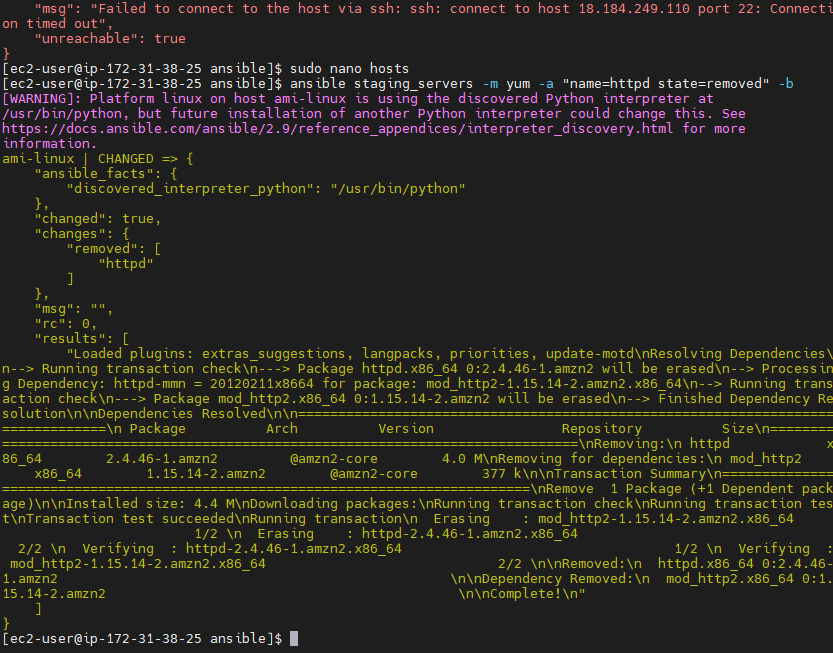 "msg": "Failed to connect to the host via ssh: ssh: connect to host 18.184.249.110 port 22: Connecti
on timed out",
"unreachable": true
}
[ec2-user@ip-172-31-38-25 ansible]$ sudo nano hosts
[ec2-user@ip-172-31-38-25 ansible]$ ansible staging_servers -m yum -a "name=httpd state=removed" -b
[WARNING]: Platform linux on host ami-linux is using the discovered Python interpreter at
/usr/bin/python, but future installation of another Python interpreter could change this. See
https://docs.ansible.com/ansible/2.9/reference_appendices/interpreter_discovery.html for more
information.
ami-linux | CHANGED => {
"ansible_facts": {
"discovered_interpreter_python": "/usr/bin/python"
},
"changed": true,
"changes": {
"removed": [
"httpd"
]
},
"msg": "",
"rc": 0,
"results": [
"Loaded plugins: extras_suggestions, langpacks, priorities, update-motd\nResolving Dependencies\
n--> Running transaction check\n---> Package httpd.x86_64 0:2.4.46-1.amzn2 will be erased\n--> Processin
g Dependency: httpd-mmn = 20120211x8664 for package: mod_http2-1.15.14-2.amzn2.x86_64\n--> Running trans
action check\n---> Package mod_http2.x86_64 0:1.15.14-2.amzn2 will be erased\n--> Finished Dependency Re
solution\n\nDependencies Resolved\n\n===================================================================
=============\n Package Arch Version Repository Size\n========
========================================================================\nRemoving:\n httpd x
86_64 2.4.46-1.amzn2 @amzn2-core 4.0 M\nRemoving for dependencies:\n mod_http2
x86_64 1.15.14-2.amzn2 @amzn2-core 377 k\n\nTransaction Summary\n==============
==================================================================\nRemove 1 Package (+1 Dependent pack
age)\n\nInstalled size: 4.4 M\nDownloading packages:\nRunning transaction check\nRunning transaction tes
t\nTransaction test succeeded\nRunning transaction\n Erasing : mod_http2-1.15.14-2.amzn2.x86_64
1/2 \n Erasing : httpd-2.4.46-1.amzn2.x86_64
2/2 \n Verifying : httpd-2.4.46-1.amzn2.x86_64 1/2 \n Verifying :
mod_http2-1.15.14-2.amzn2.x86_64 2/2 \n\nRemoved:\n httpd.x86_64 0:2.4.46-
1.amzn2 \n\nDependency Removed:\n mod_http2.x86_64 0:1.
15.14-2.amzn2 \n\nComplete!\n"
]
}
[ec2-user@ip-172-31-38-25 ansible]$